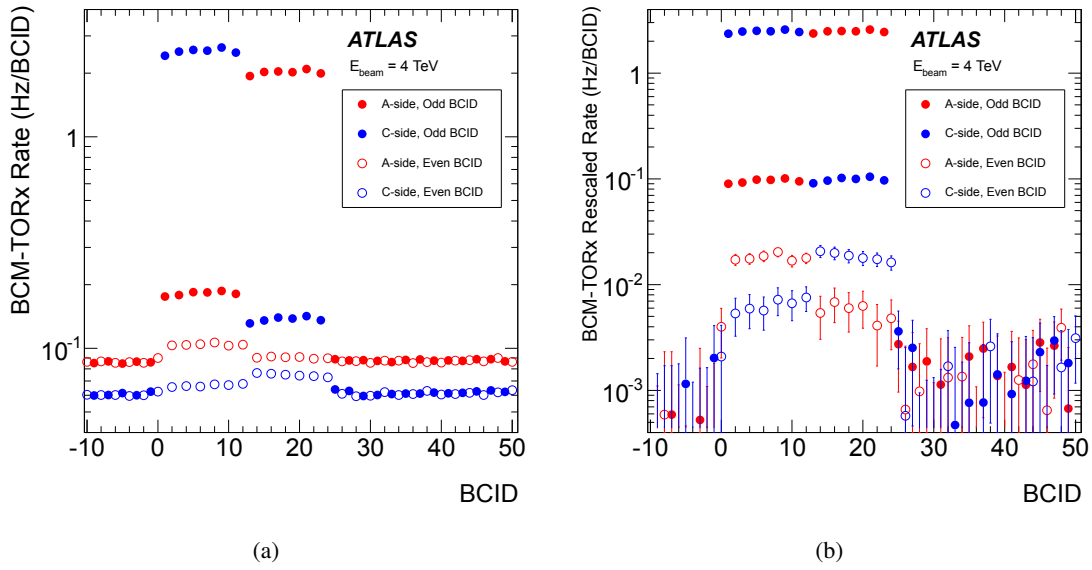 BCM-TORx Rate (Hz/BCID)
1
10⁻¹
ATLAS
E_beam = 4 TeV
A-side, Odd BCID
C-side, Odd BCID
A-side, Even BCID
C-side, Even BCID
-10 0 10 20 30 40 50
BCID
(a)
BCM-TORx Rescaled Rate (Hz/BCID)
1
10⁻¹
10⁻²
10⁻³
ATLAS
E_beam = 4 TeV
A-side, Odd BCID
C-side, Odd BCID
A-side, Even BCID
C-side, Even BCID
-10 0 10 20 30 40 50
BCID
(b)